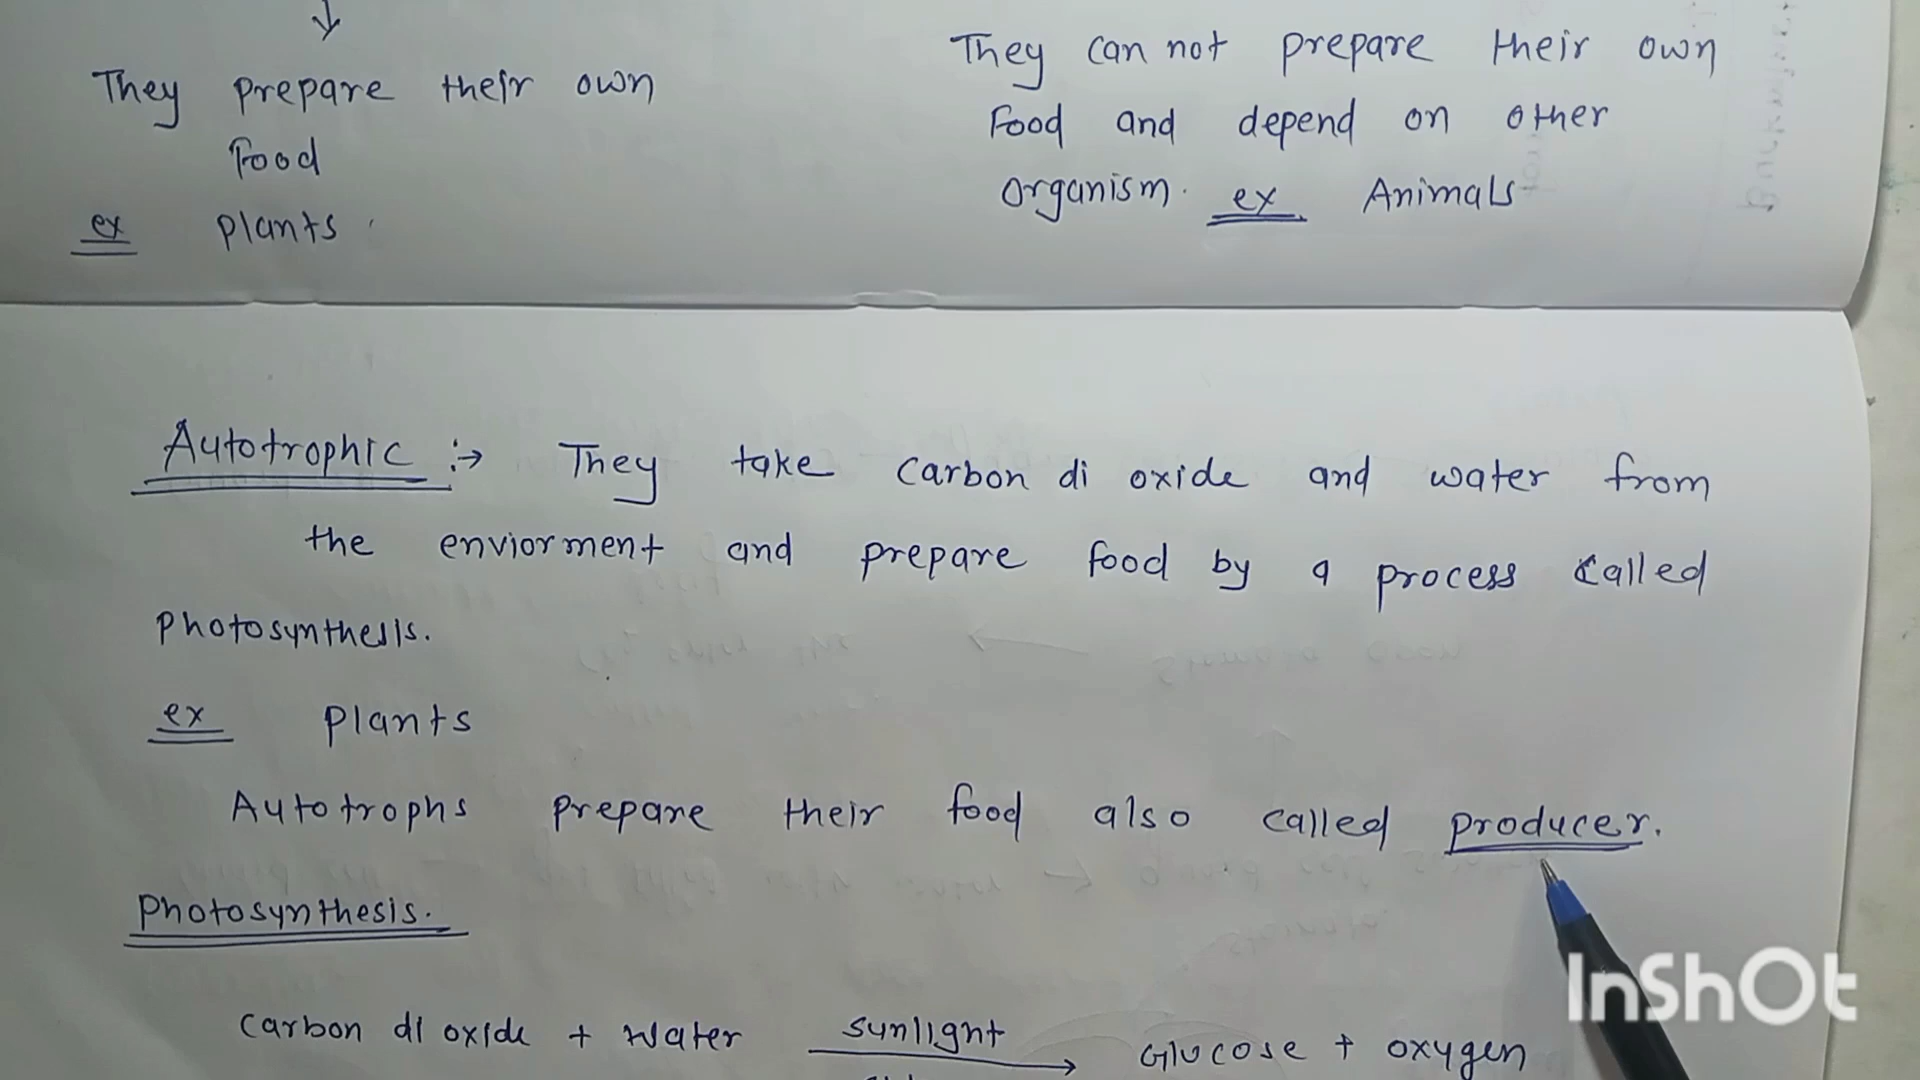 They prepare their own
Food
ex plants
They can not prepare their own
Food and depend on other
organism. ex Animals
Autotrophic :→ They take carbon di oxide and water from
the enviorment and prepare food by a process called
photosynthesis.
ex plants
Autotrophs prepare their food also called producer.
photosynthesis.
carbon di oxide + water sunlight → Glucose + oxygen
InShOt